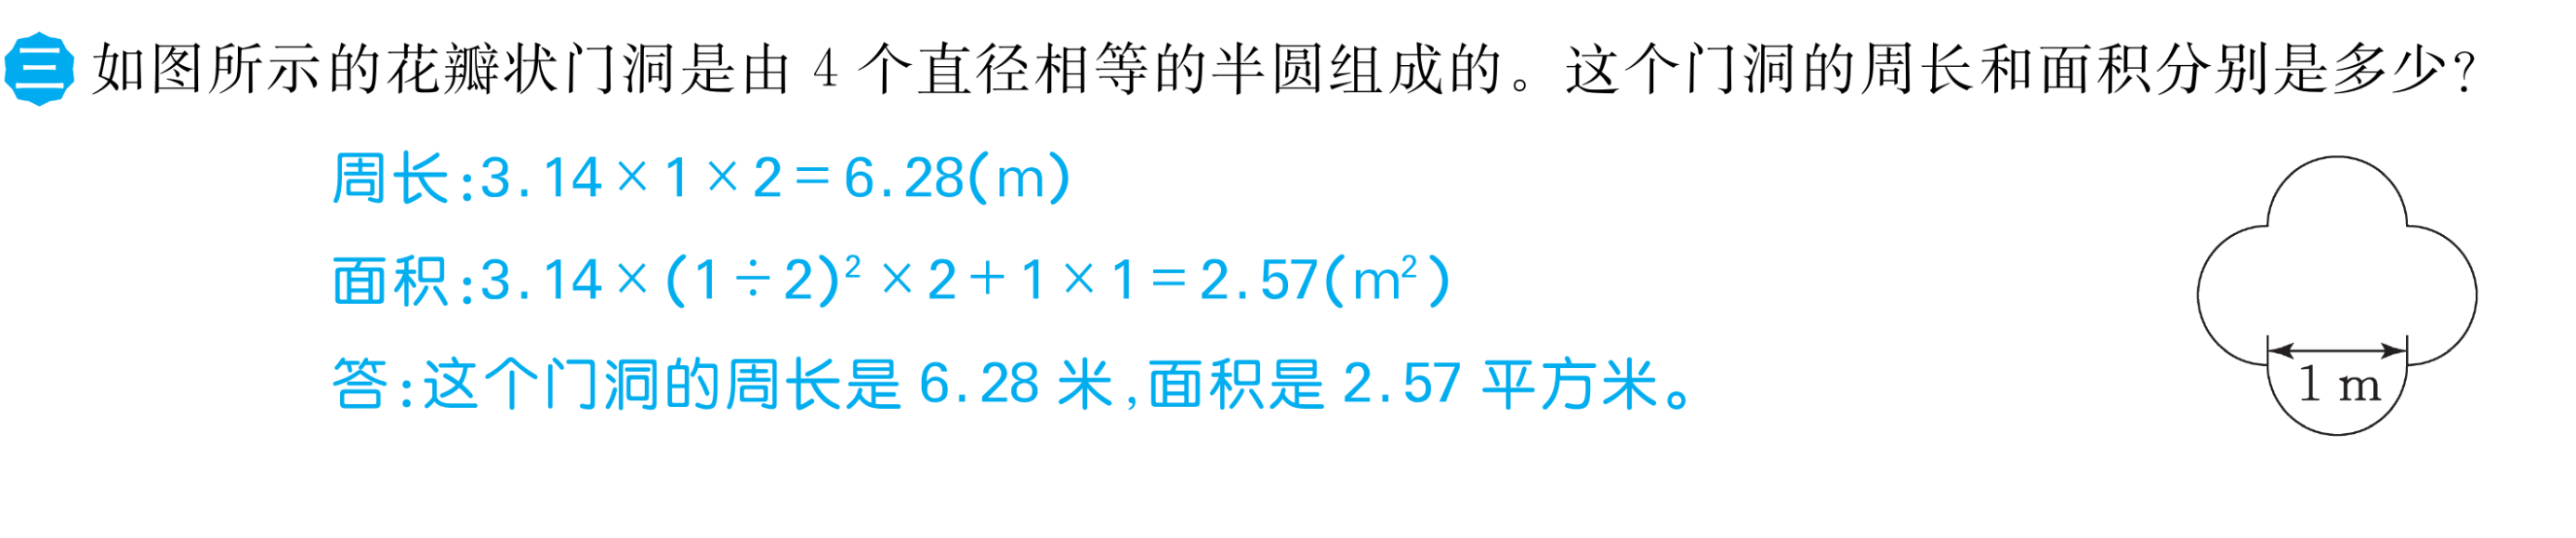 三 如图所示的花瓣状门洞是由 4 个直径相等的半圆组成的。这个门洞的周长和面积分别是多少?
周长:3.14×1×2=6.28(m)
面积:3.14×(1÷2)²×2+1×1=2.57(m²)
答:这个门洞的周长是 6.28 米,面积是 2.57 平方米。
1 m